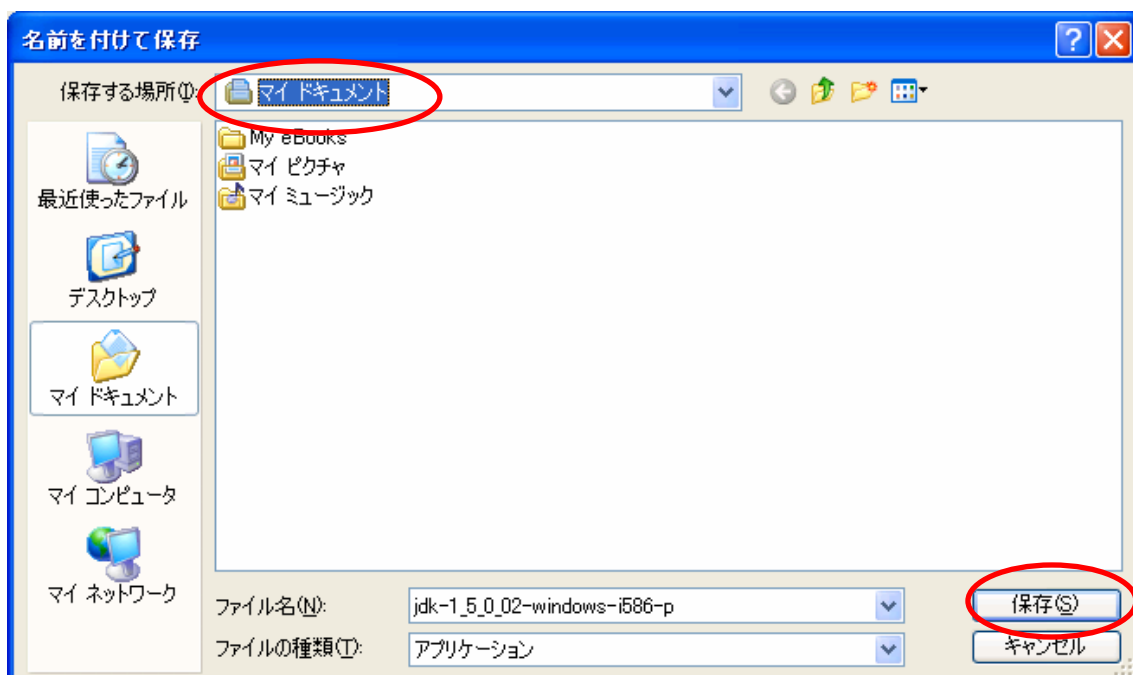 名前を付けて保存
保存する場所(I):
マイ ドキュメント
My eBooks
マイ ピクチャ
マイ ミュージック
最近使ったファイル
デスクトップ
マイ ドキュメント
マイ コンピュータ
マイ ネットワーク
ファイル名(N):
jdk-1_5_0_02-windows-i586-p
保存(S)
ファイルの種類(T):
アプリケーション
キャンセル